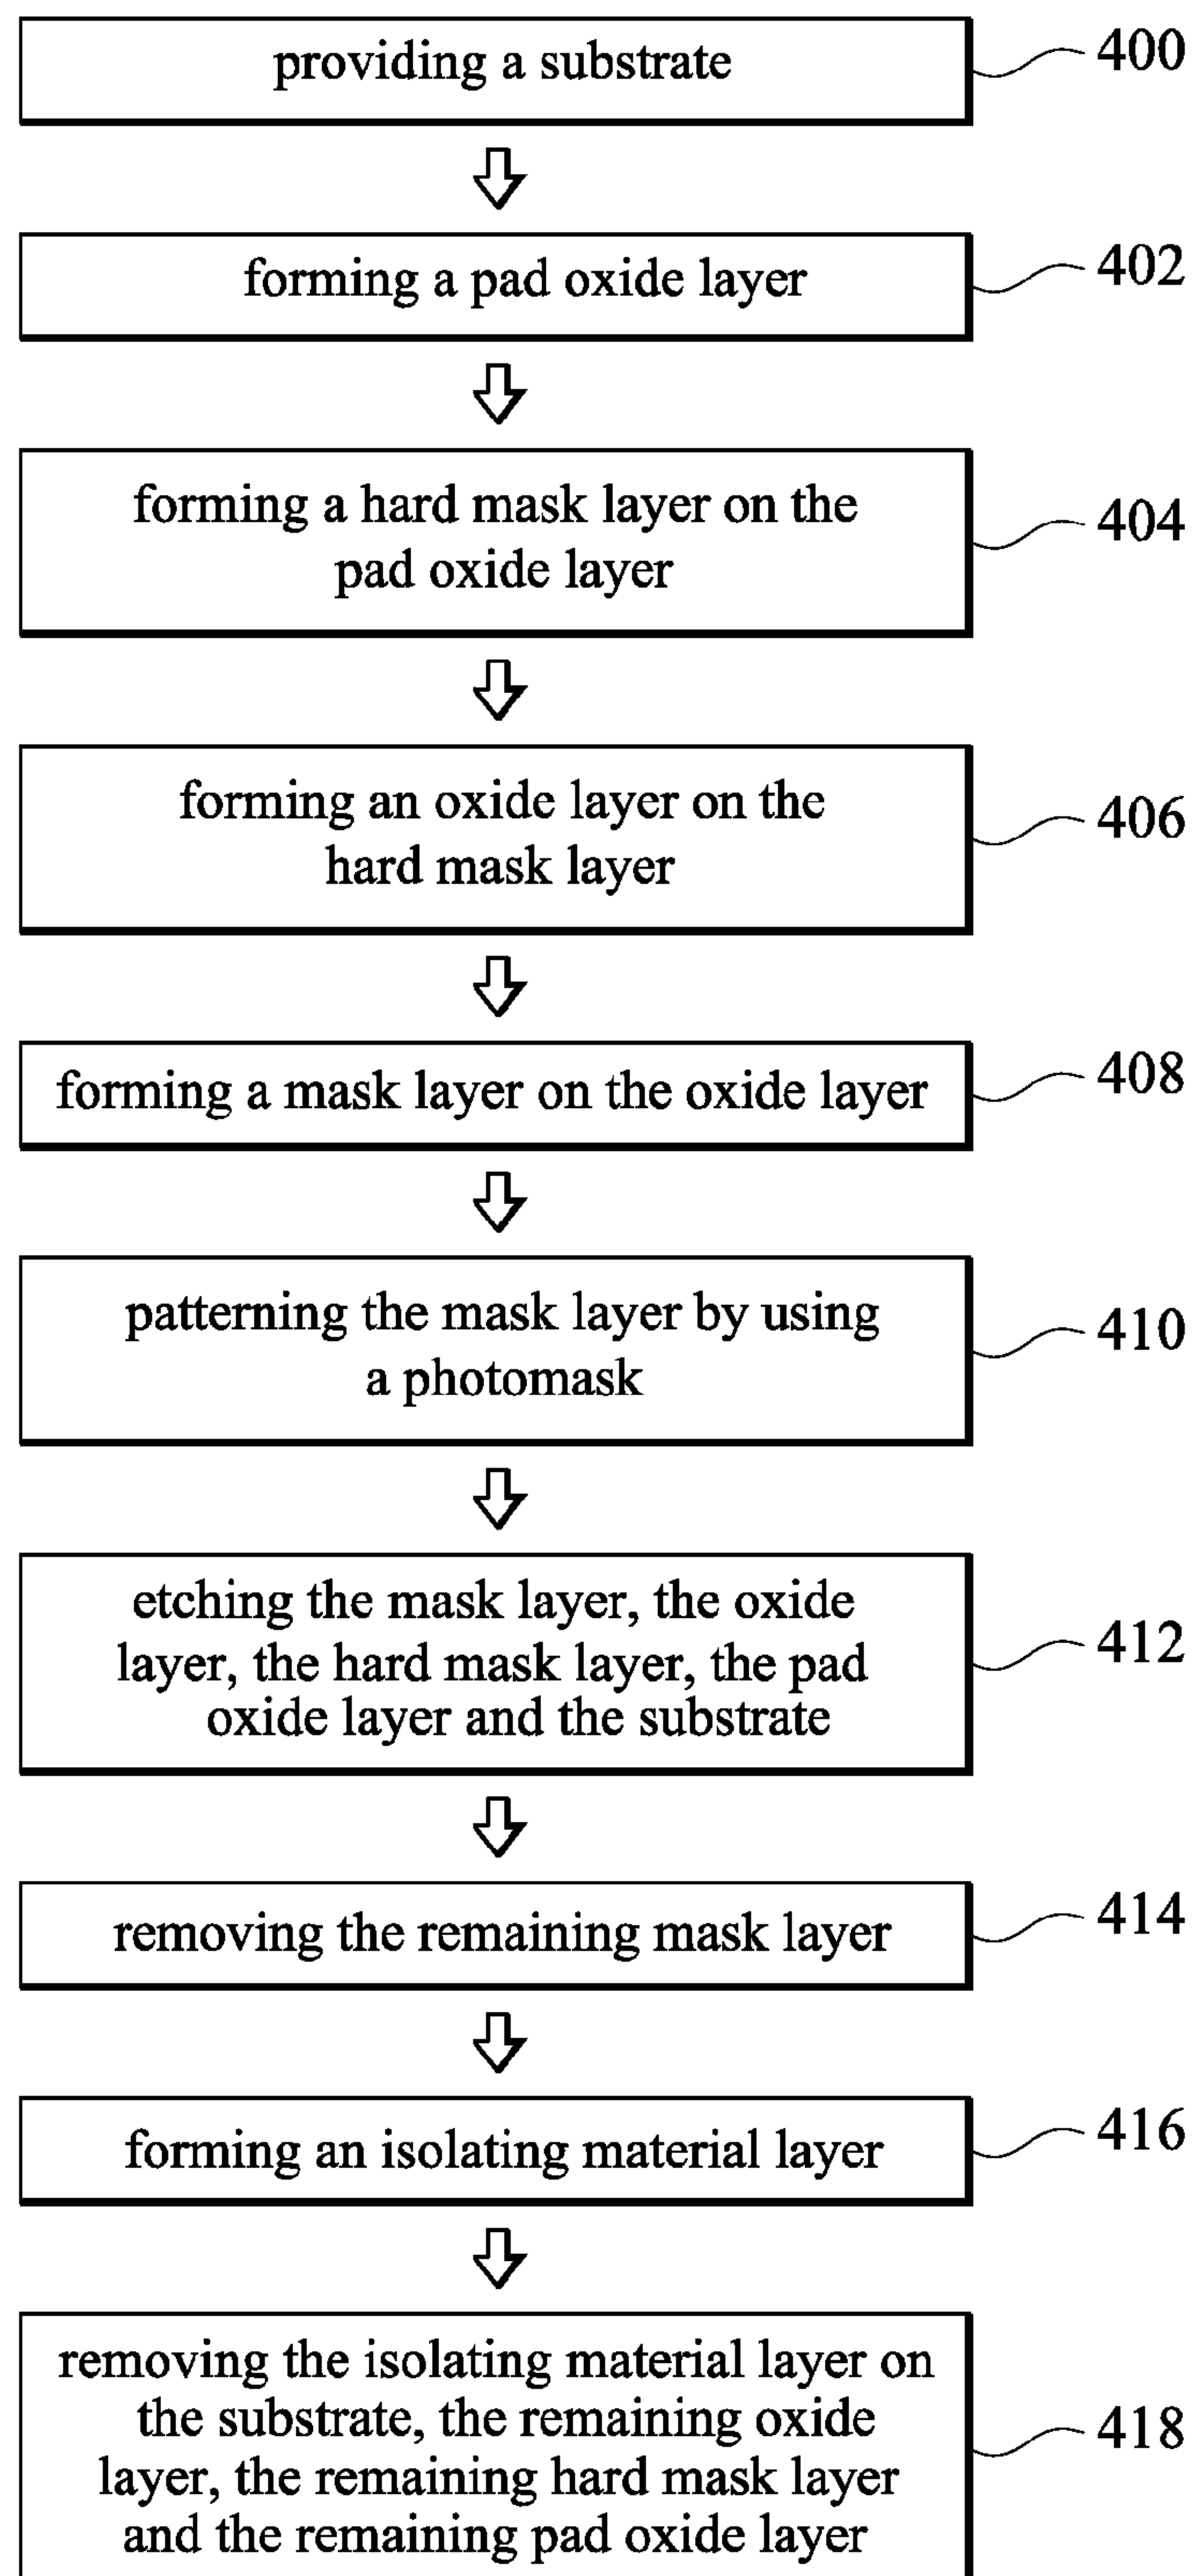 providing a substrate
400
forming a pad oxide layer
402
forming a hard mask layer on the
pad oxide layer
404
forming an oxide layer on the
hard mask layer
406
forming a mask layer on the oxide layer
408
patterning the mask layer by using
a photomask
410
etching the mask layer, the oxide
layer, the hard mask layer, the pad
oxide layer and the substrate
412
removing the remaining mask layer
414
forming an isolating material layer
416
removing the isolating material layer on
the substrate, the remaining oxide
layer, the remaining hard mask layer
and the remaining pad oxide layer
418